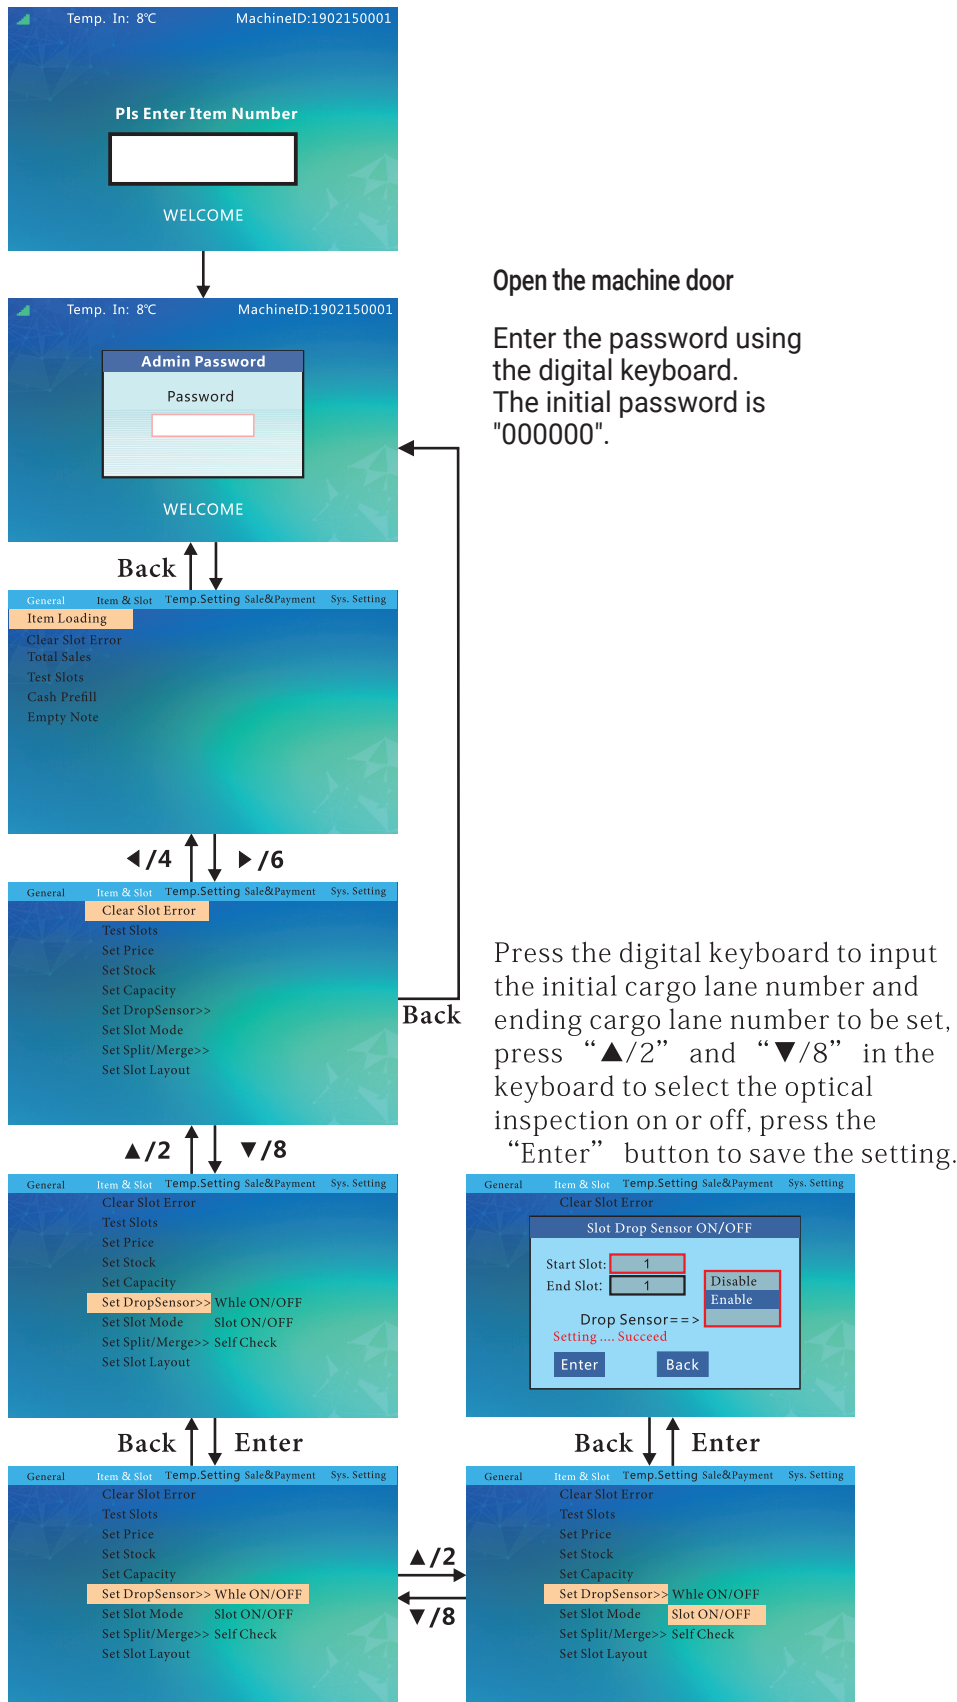 Temp. In: 8℃ MachineID:1902150001
Pls Enter Item Number
WELCOME
Open the machine door
Temp. In: 8℃ MachineID:1902150001
Admin Password
Password
WELCOME
Enter the password using
the digital keyboard.
The initial password is
"000000".
Back
General Item & Slot Temp.Setting Sale&Payment Sys. Setting
Item Loading
Clear Slot Error
Total Sales
Test Slots
Cash Prefill
Empty Note
◀/4 ▶/6
General Item & Slot Temp.Setting Sale&Payment Sys. Setting
Clear Slot Error
Test Slots
Set Price
Set Stock
Set Capacity
Set DropSensor>>
Set Slot Mode
Set Split/Merge>>
Set Slot Layout
Back
Press the digital keyboard to input
the initial cargo lane number and
ending cargo lane number to be set,
press “▲/2” and “▼/8” in the
keyboard to select the optical
inspection on or off, press the
“Enter” button to save the setting.
▲/2 ▼/8
General Item & Slot Temp.Setting Sale&Payment Sys. Setting
Clear Slot Error
Test Slots
Set Price
Set Stock
Set Capacity
Set DropSensor>> Whle ON/OFF
Set Slot Mode Slot ON/OFF
Set Split/Merge>> Self Check
Set Slot Layout
General Item & Slot Temp.Setting Sale&Payment Sys. Setting
Clear Slot Error
Slot Drop Sensor ON/OFF
Start Slot: 1
End Slot: 1
Disable
Enable
Drop Sensor==>
Setting .... Succeed
Enter Back
Back Enter
Back Enter
General Item & Slot Temp.Setting Sale&Payment Sys. Setting
Clear Slot Error
Test Slots
Set Price
Set Stock
Set Capacity
Set DropSensor>> Whle ON/OFF
Set Slot Mode Slot ON/OFF
Set Split/Merge>> Self Check
Set Slot Layout
▲/2
▼/8
General Item & Slot Temp.Setting Sale&Payment Sys. Setting
Clear Slot Error
Test Slots
Set Price
Set Stock
Set Capacity
Set DropSensor>> Whle ON/OFF
Set Slot Mode Slot ON/OFF
Set Split/Merge>> Self Check
Set Slot Layout